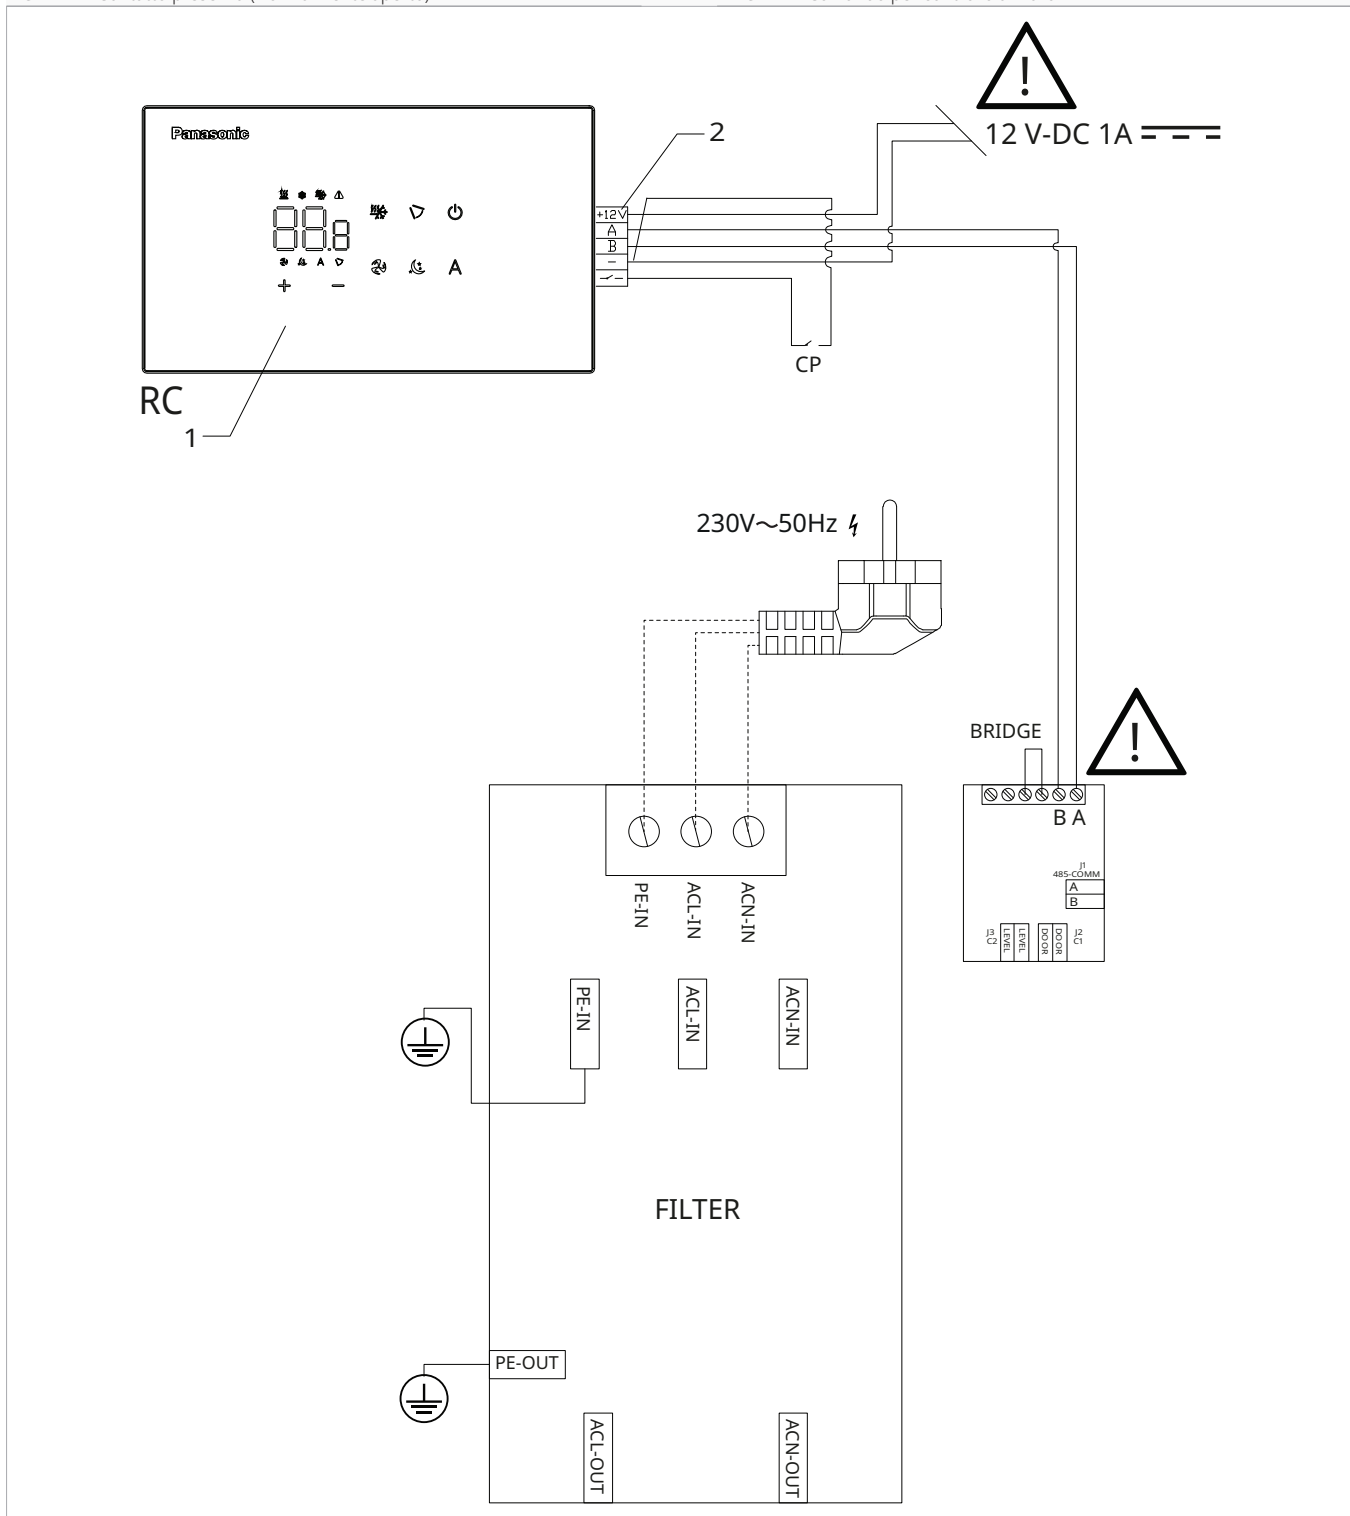 Panasonic
12 V-DC 1A
2
+12V
A
B
−
A
A
+ −
CP
RC
1
230V～50Hz
BRIDGE
B A
J1
485-COMM
A
B
J3
C2
LEVEL
LEVEL
DOOR
DOOR
J2
C1
PE-IN
ACL-IN
ACN-IN
PE-IN
ACL-IN
ACN-IN
FILTER
PE-OUT
ACL-OUT
ACN-OUT